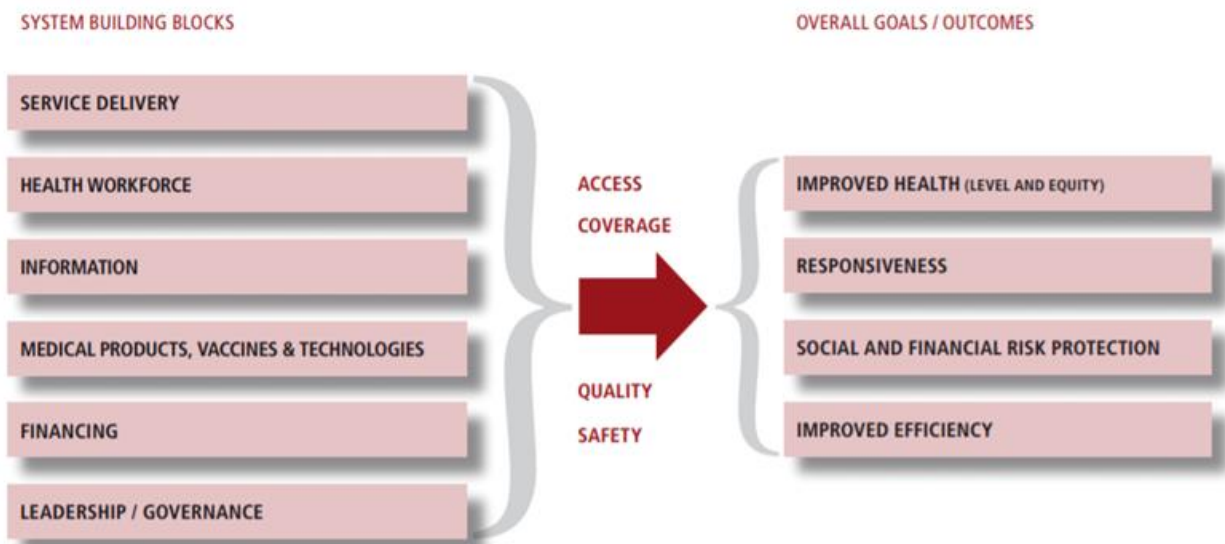 SYSTEM BUILDING BLOCKS
OVERALL GOALS / OUTCOMES
SERVICE DELIVERY
HEALTH WORKFORCE
INFORMATION
MEDICAL PRODUCTS, VACCINES & TECHNOLOGIES
FINANCING
LEADERSHIP / GOVERNANCE
ACCESS
COVERAGE
QUALITY
SAFETY
IMPROVED HEALTH (LEVEL AND EQUITY)
RESPONSIVENESS
SOCIAL AND FINANCIAL RISK PROTECTION
IMPROVED EFFICIENCY